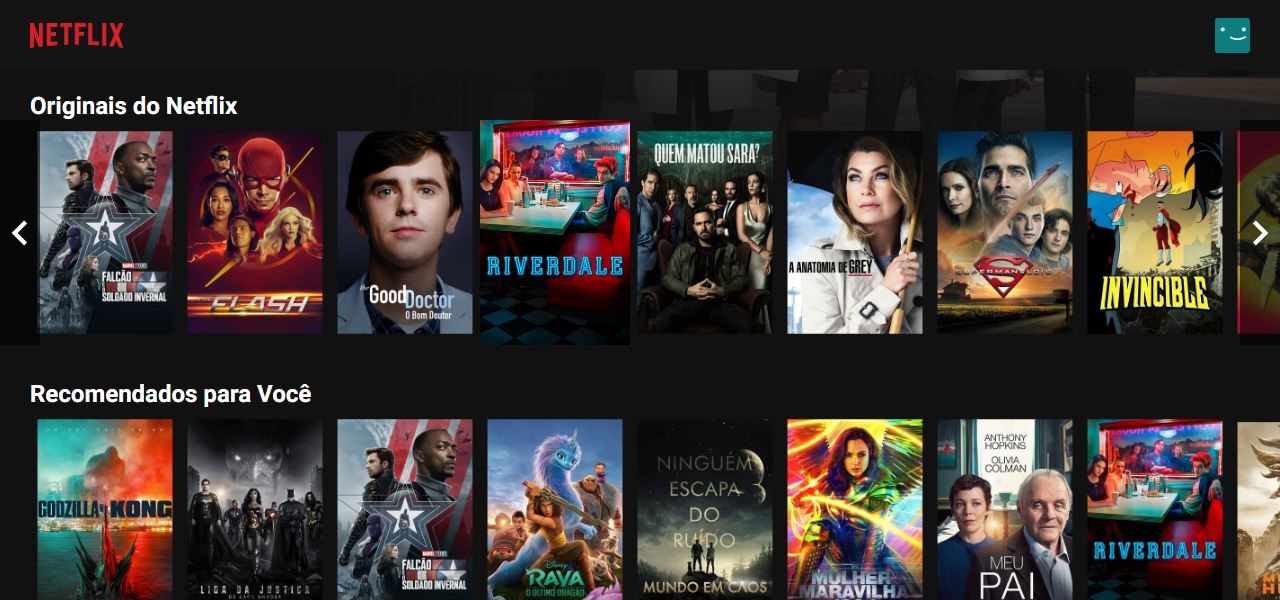 NETFLIX
Originais do Netflix
MARVEL STUDIOS
FALCÃO
SOLDADO INVERNAL
THE FLASH
the Good Doctor
O Bom Doutor
RIVERDALE
QUEM MATOU SARA?
A ANATOMIA DE GREY
SUPERMAN & LOIS
INVINCIBLE
Recomendados para Você
GODZILLA VS KONG
LIGA DA JUSTIÇA
DE ZACK SNYDER
MARVEL STUDIOS
FALCÃO
SOLDADO INVERNAL
Disney
RAYA
O ÚLTIMO DRAGÃO
NINGUÉM
ESCAPA
DO
RUÍDO
MUNDO EM CAOS
MULHER
MARAVILHA
ANTHONY
HOPKINS
OLIVIA
COLMAN
MEU
PAI
RIVERDALE